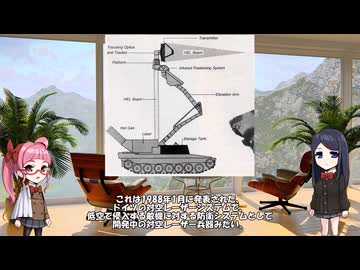 Transmitter
Focusing Optics
and Tracker
HEL Beam
Platform
Infrared Positioning System
HEL Beam
Elevation Arm
Hot Gas
Laser
Storage Tank
これは1988年1月に発表された
ドイツの対空レーザーシステムで
低空で侵入する敵機に対する防衛システムとして
開発中の対空レーザー兵器みたい